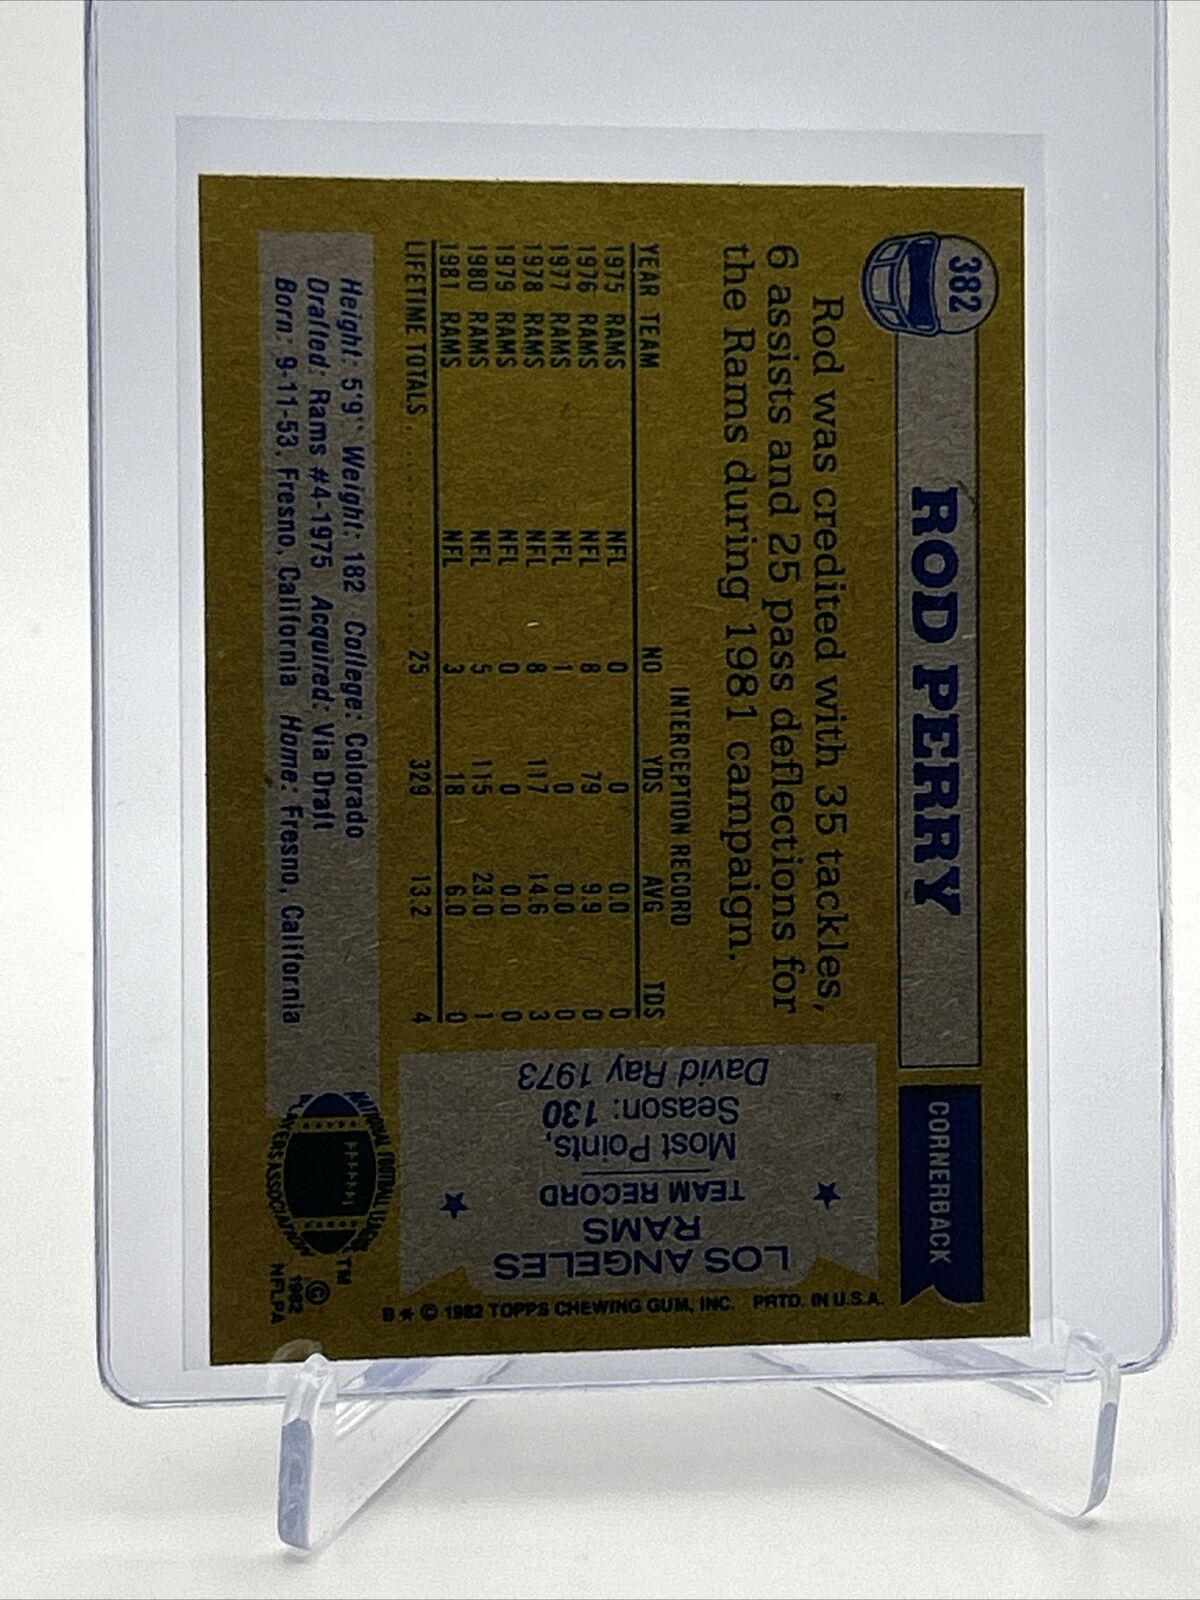 382
ROD PERRY
CORNERBACK
Rod was credited with 35 tackles,
6 assists and 25 pass deflections for
the Rams during 1981 campaign.
INTERCEPTION RECORD
YEAR TEAM NO YDS AVG TDS
1975 RAMS NFL 0 0 0.0 0
1976 RAMS NFL 8 79 9.9 0
1977 RAMS NFL 1 0 0.0 0
1978 RAMS NFL 8 117 14.6 3
1979 RAMS NFL 0 0 0.0 0
1980 RAMS NFL 5 115 23.0 1
1981 RAMS NFL 3 18 6.0 0
LIFETIME TOTALS 25 329 13.2 4
Height: 5'9" Weight: 182 College: Colorado
Drafted: Rams #4-1975 Acquired: Via Draft
Born: 9-11-53, Fresno, California Home: Fresno, California
LOS ANGELES
RAMS
TEAM RECORD
Most Points,
Season: 130
David Ray 1973
NATIONAL FOOTBALL LEAGUE
PLAYERS ASSOCIATION
TM
© 1982
NFLPA
B★ © 1982 TOPPS CHEWING GUM, INC. PRTD. IN U.S.A.